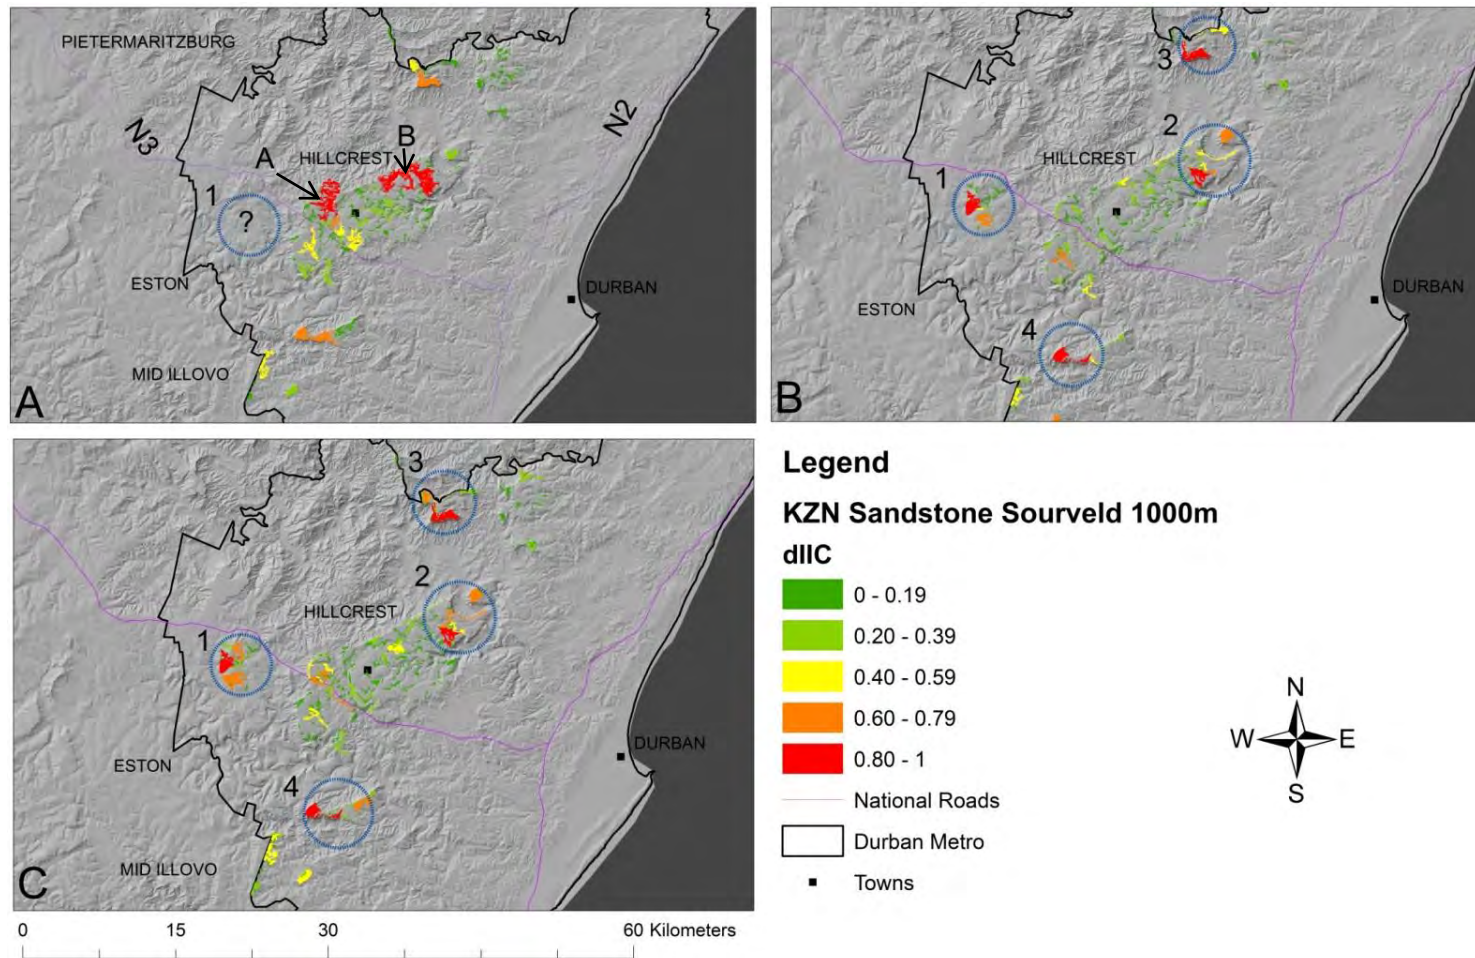 PIETERMARITZBURG
N3
N2
A
B
HILLCREST
1
?
ESTON
DURBAN
MID ILLOVO
A
3
2
HILLCREST
1
ESTON
DURBAN
4
B
3
2
HILLCREST
1
ESTON
DURBAN
4
MID ILLOVO
C
0 15 30 60 Kilometers
Legend
KZN Sandstone Sourveld 1000m
dIIC
0 - 0.19
0.20 - 0.39
0.40 - 0.59
0.60 - 0.79
0.80 - 1
National Roads
Durban Metro
Towns
N
W E
S